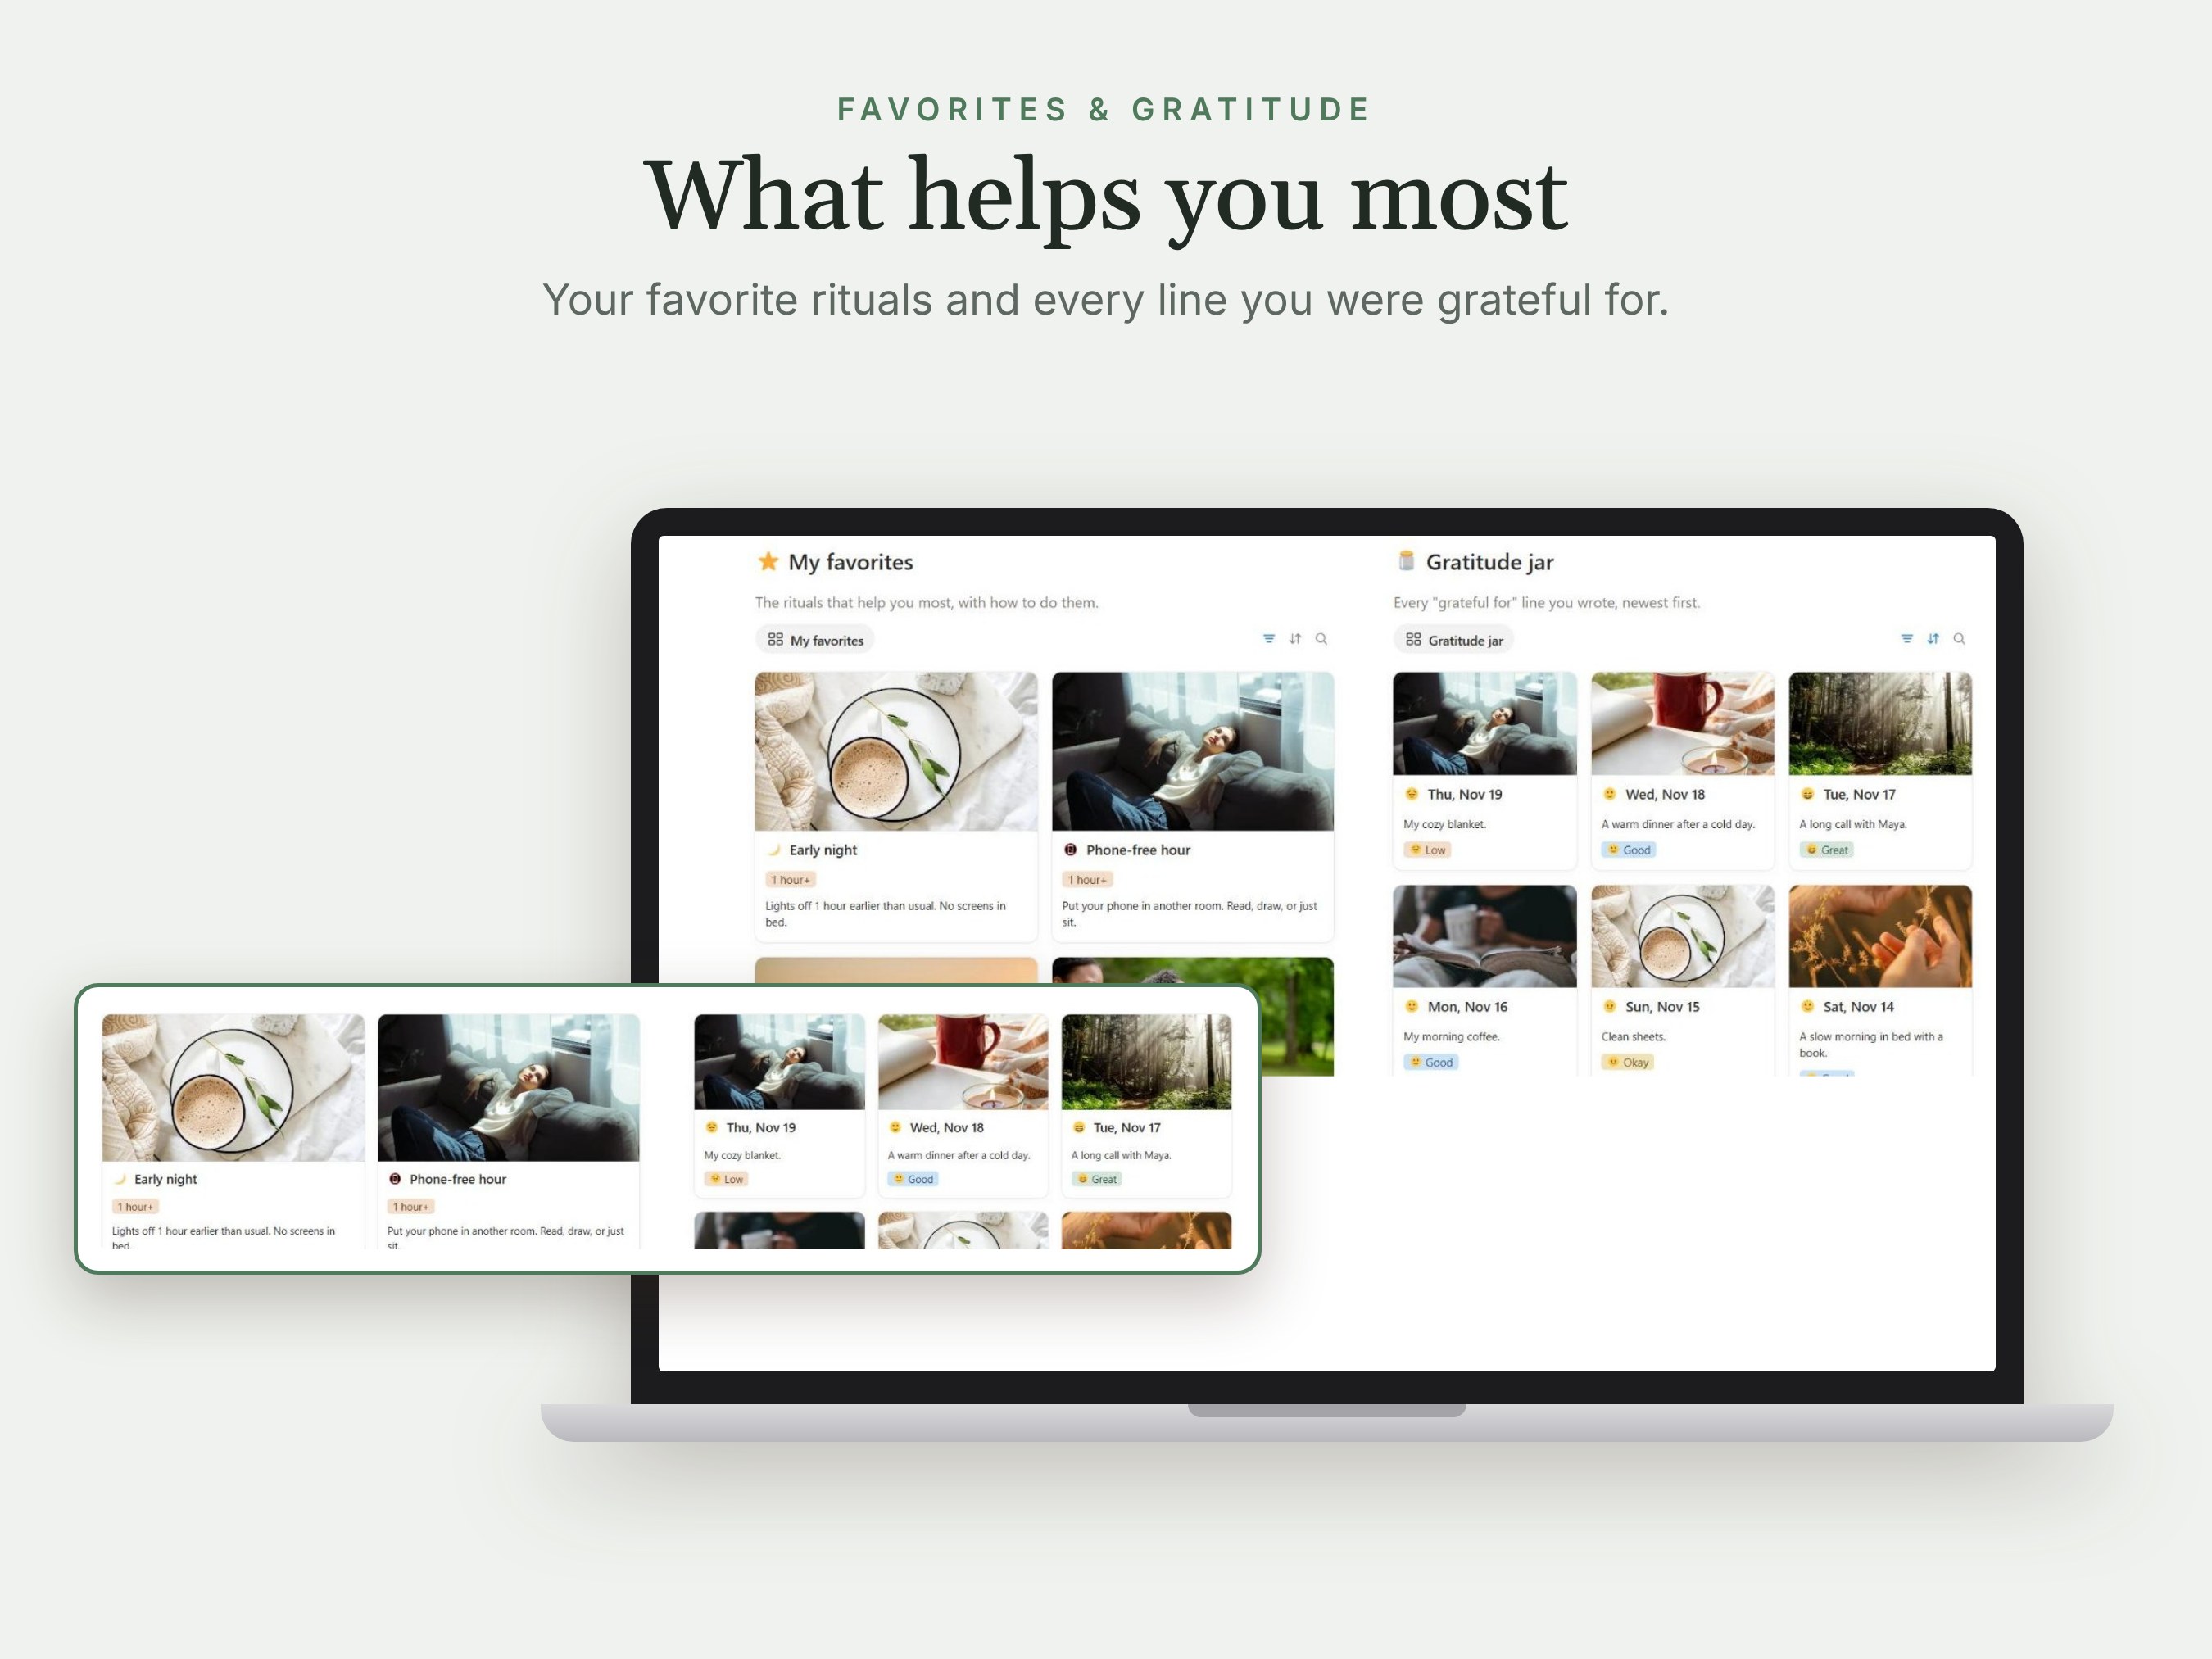 FAVORITES & GRATITUDE
What helps you most
Your favorite rituals and every line you were grateful for.
My favorites
The rituals that help you most, with how to do them.
My favorites
Early night
1 hour+
Lights off 1 hour earlier than usual. No screens in
bed.
Phone-free hour
1 hour+
Put your phone in another room. Read, draw, or just
sit.
Gratitude jar
Every "grateful for" line you wrote, newest first.
Gratitude jar
Thu, Nov 19
My cozy blanket.
Low
Wed, Nov 18
A warm dinner after a cold day.
Good
Tue, Nov 17
A long call with Maya.
Great
Mon, Nov 16
My morning coffee.
Good
Sun, Nov 15
Clean sheets.
Okay
Sat, Nov 14
A slow morning in bed with a
book.
Early night
1 hour+
Lights off 1 hour earlier than usual. No screens in
bed.
Phone-free hour
1 hour+
Put your phone in another room. Read, draw, or just
sit.
Thu, Nov 19
My cozy blanket.
Low
Wed, Nov 18
A warm dinner after a cold day.
Good
Tue, Nov 17
A long call with Maya.
Great